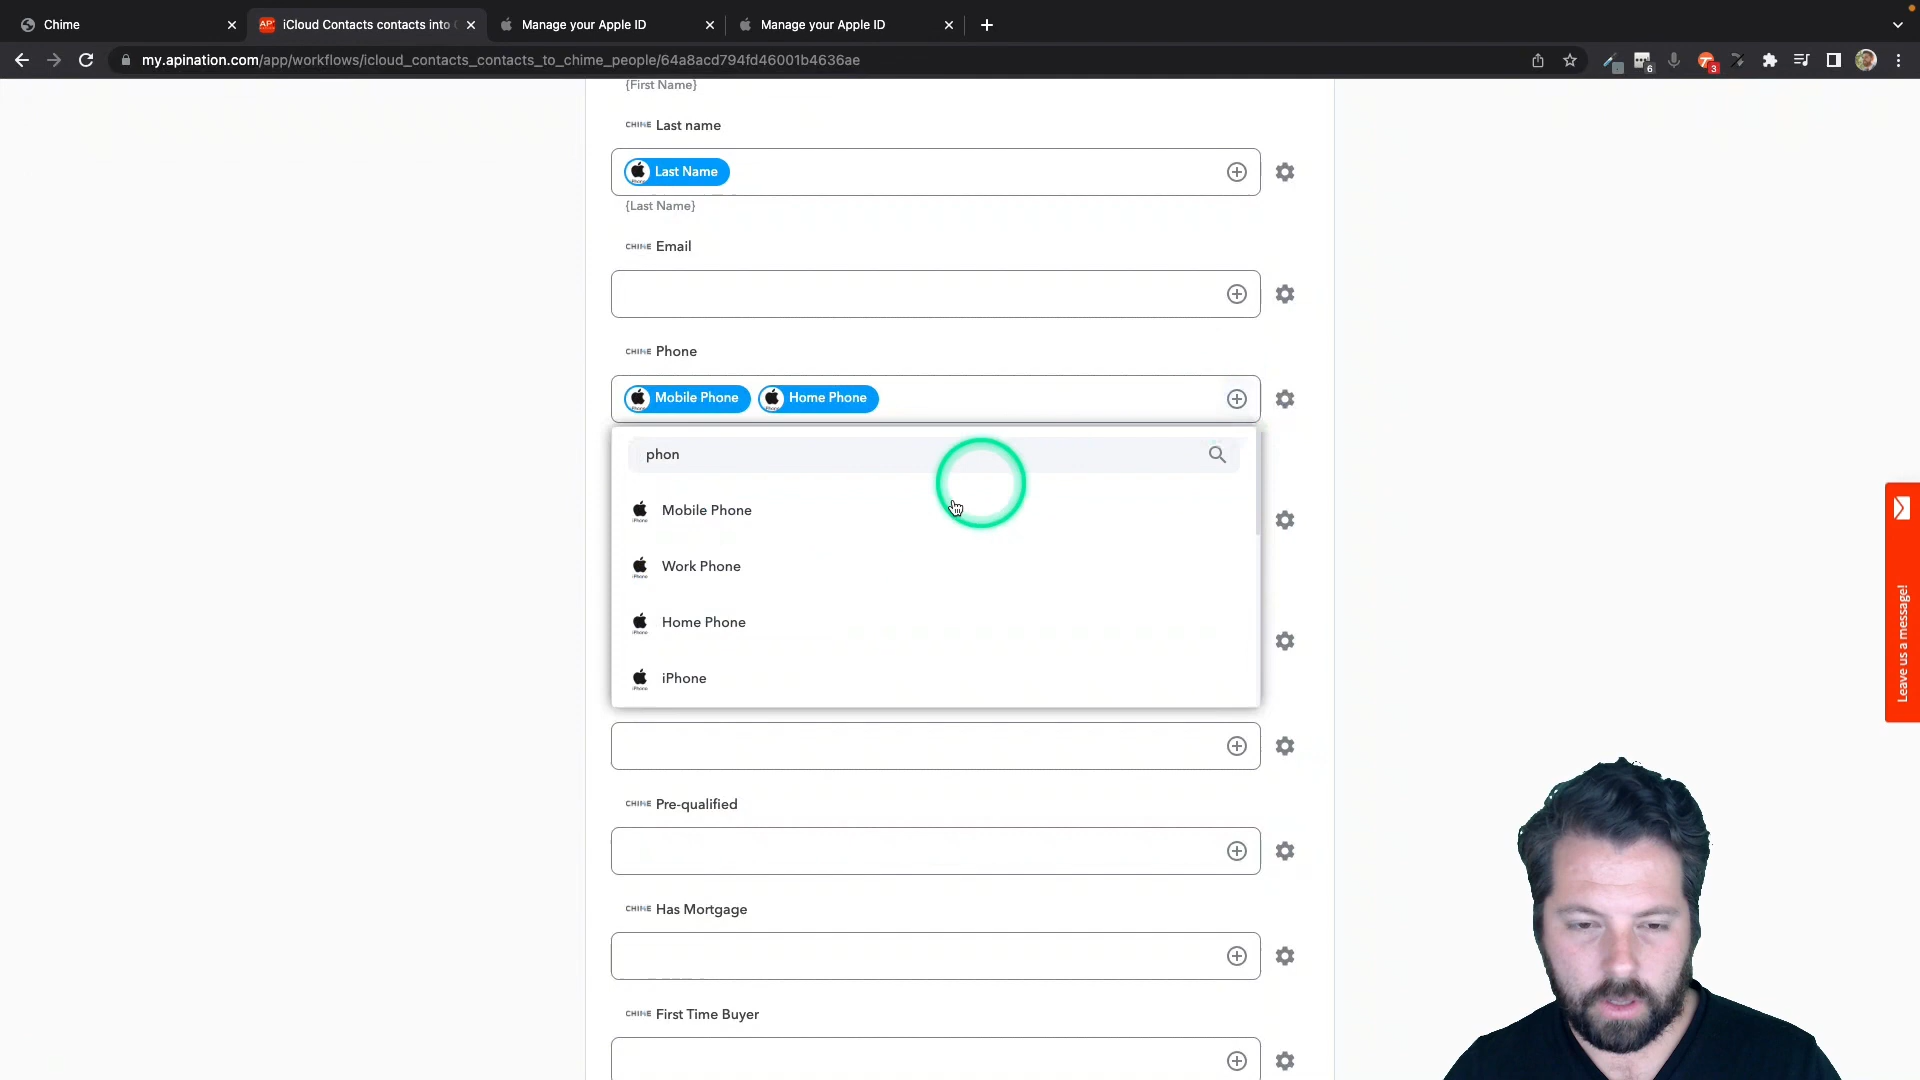 Chime
iCloud Contacts contacts into
Manage your Apple ID
Manage your Apple ID
my.apination.com/app/workflows/icloud_contacts_contacts_to_chime_people/64a8acd794fd46001b4636ae
6
3
{First Name}
CHIME Last name
Last Name
{Last Name}
CHIME Email
CHIME Phone
Mobile Phone
Home Phone
phon
Mobile Phone
Work Phone
Home Phone
iPhone
CHIME Pre-qualified
CHIME Has Mortgage
CHIME First Time Buyer
Leave us a message!